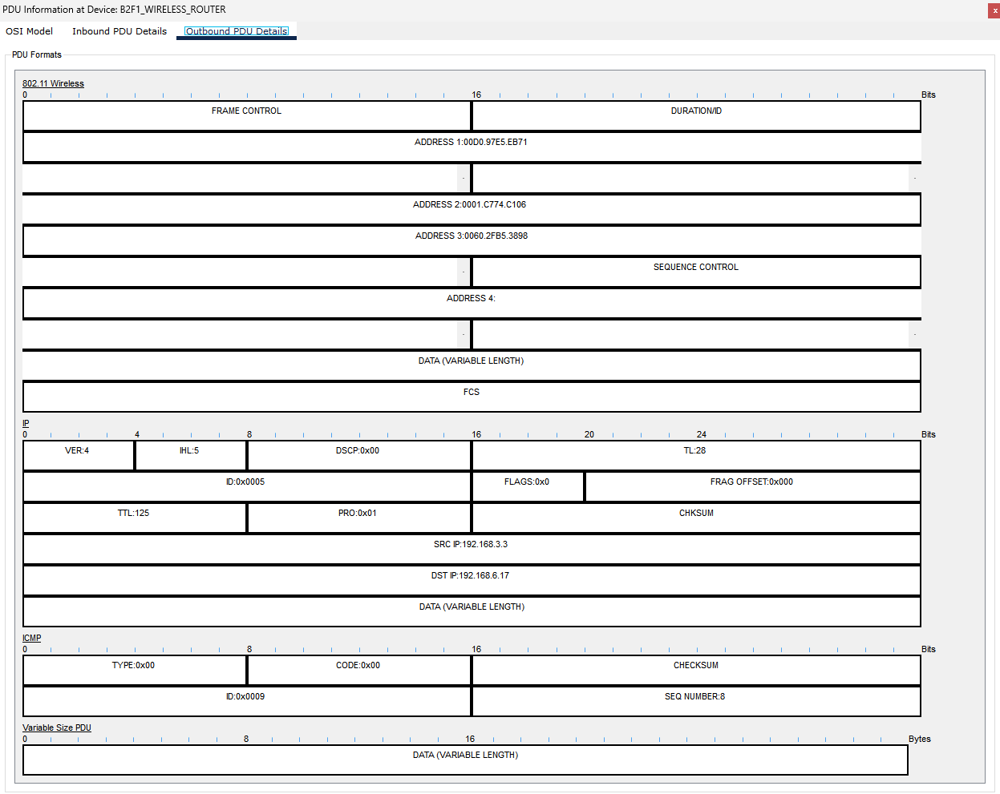 PDU Information at Device: B2F1_WIRELESS_ROUTER
x
OSI Model Inbound PDU Details Outbound PDU Details
PDU Formats
802.11 Wireless
0 16 Bits
FRAME CONTROL DURATION/ID
ADDRESS 1:00D0.97E5.EB71
. .
ADDRESS 2:0001.C774.C106
ADDRESS 3:0060.2FB5.3898
. SEQUENCE CONTROL
ADDRESS 4:
. .
DATA (VARIABLE LENGTH)
FCS
IP
0 4 8 16 20 24 Bits
VER:4 IHL:5 DSCP:0x00 TL:28
ID:0x0005 FLAGS:0x0 FRAG OFFSET:0x000
TTL:125 PRO:0x01 CHKSUM
SRC IP:192.168.3.3
DST IP:192.168.6.17
DATA (VARIABLE LENGTH)
ICMP
0 8 16 Bits
TYPE:0x00 CODE:0x00 CHECKSUM
ID:0x0009 SEQ NUMBER:8
Variable Size PDU
0 8 16 Bytes
DATA (VARIABLE LENGTH)